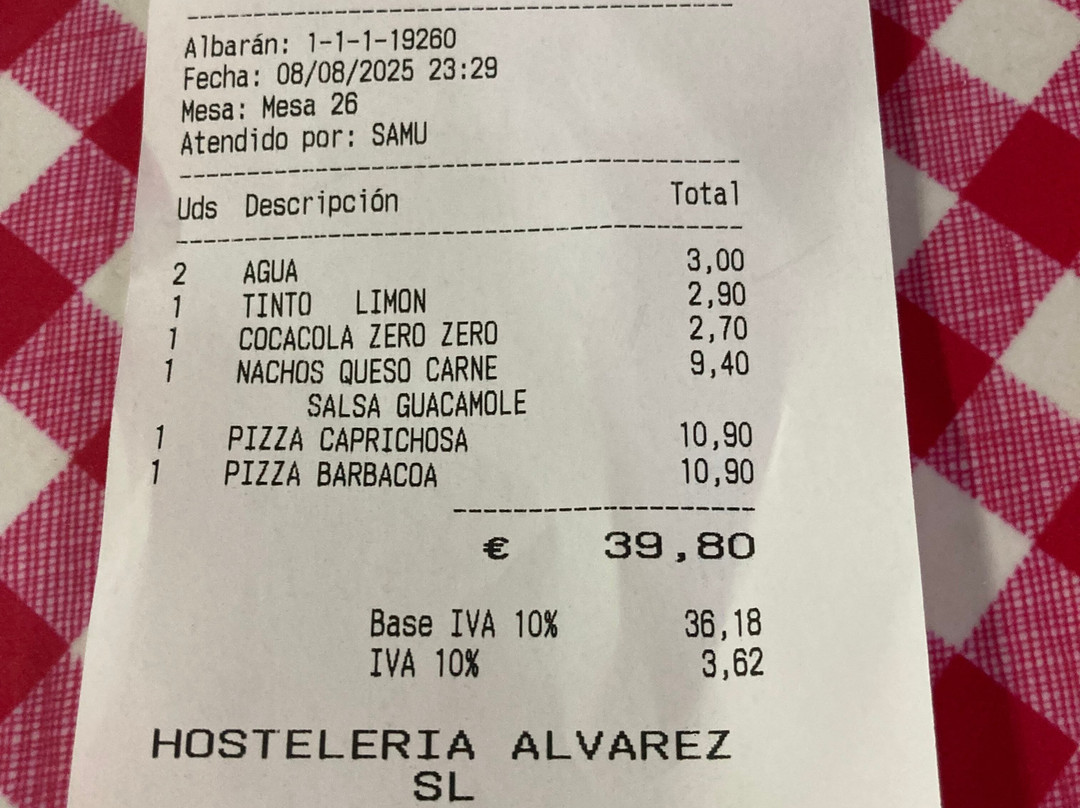 Albarán: 1-1-1-19260
Fecha: 08/08/2025 23:29
Mesa: Mesa 26
Atendido por: SAMU
Uds Descripción Total
2 AGUA 3,00
1 TINTO LIMON 2,90
1 COCACOLA ZERO ZERO 2,70
1 NACHOS QUESO CARNE 9,40
SALSA GUACAMOLE
1 PIZZA CAPRICHOSA 10,90
1 PIZZA BARBACOA 10,90
€ 39,80
Base IVA 10% 36,18
IVA 10% 3,62
HOSTELERIA ALVAREZ
SL